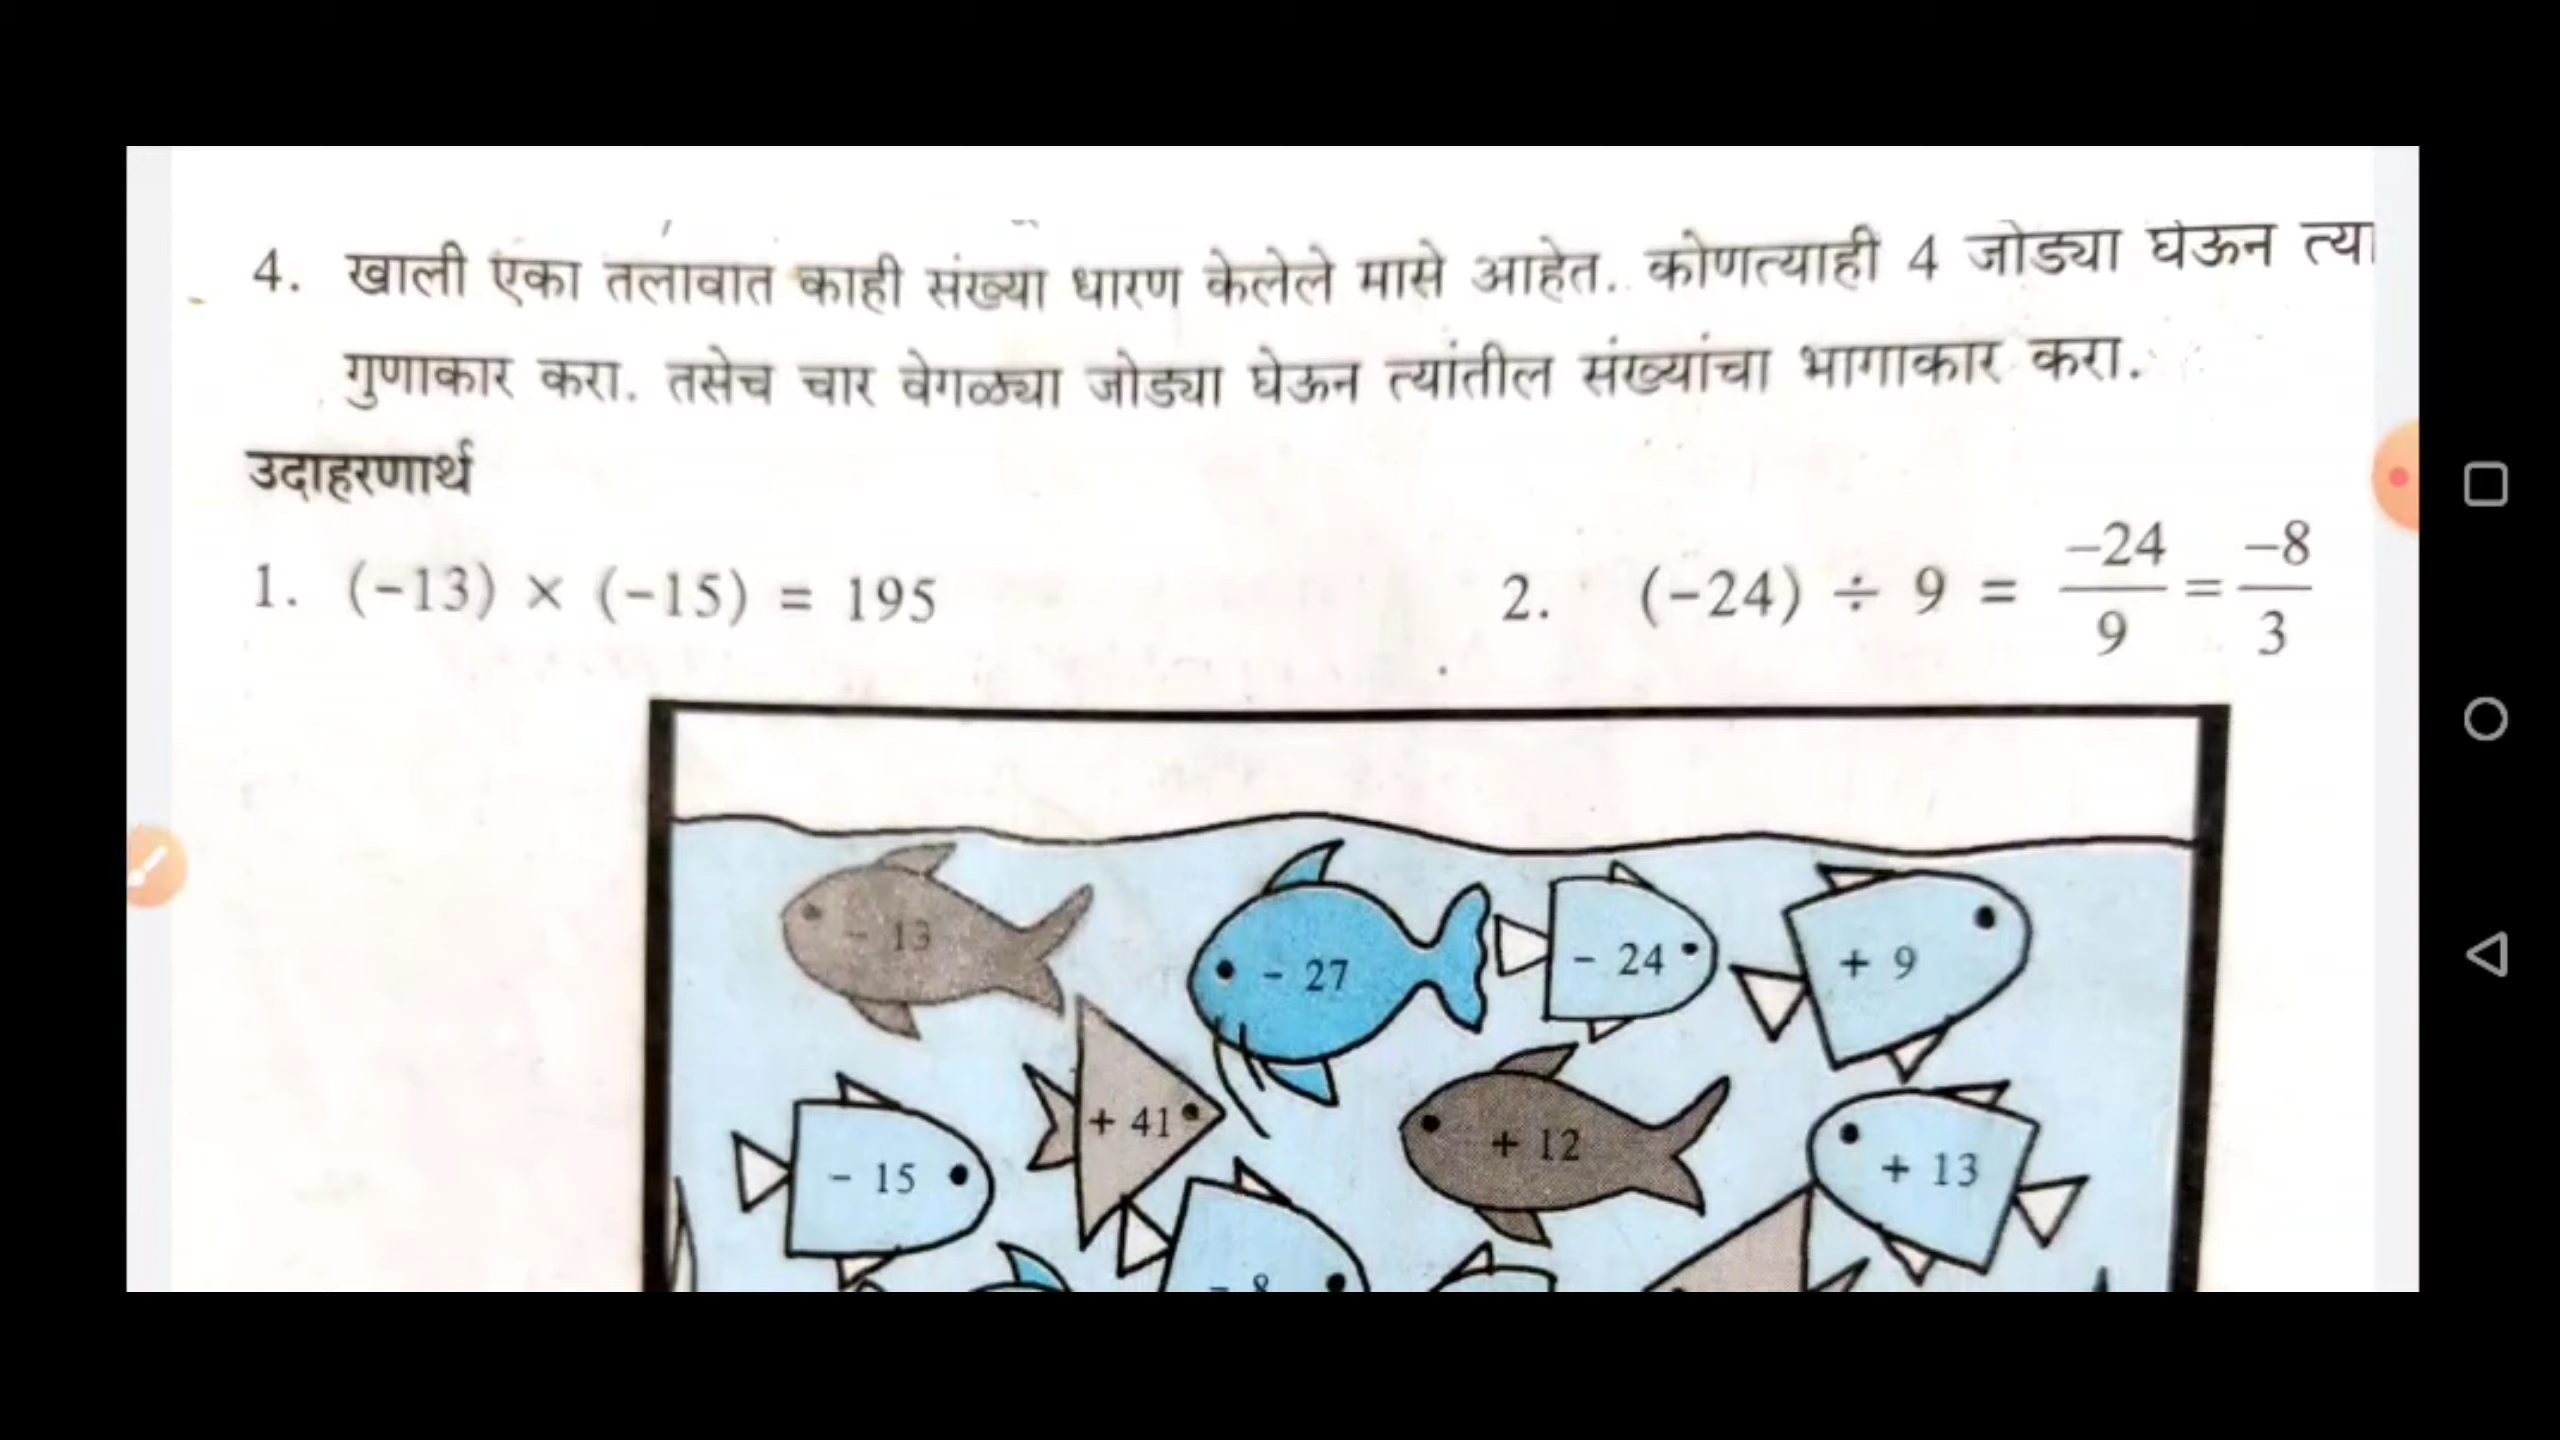 4. खाली एका तलावात काही संख्या धारण केलेले मासे आहेत. कोणत्याही 4 जोड्या घेऊन त्या
गुणाकार करा. तसेच चार वेगळ्या जोड्या घेऊन त्यांतील संख्यांचा भागाकार करा.
उदाहरणार्थ
1. (-13) × (-15) = 195
2. (-24) ÷ 9 = -24/9 = -8/3
- 13
- 27
- 24
+ 9
- 15
+ 41
+ 12
+ 13
- 8